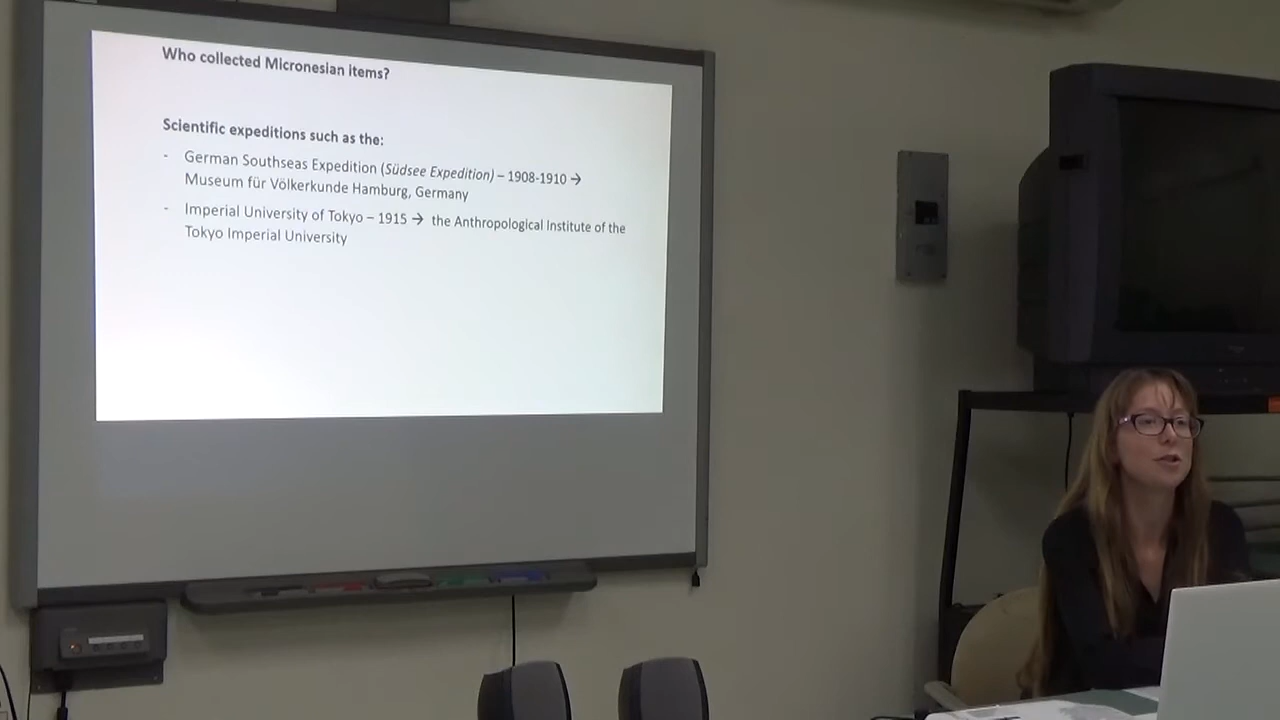 Who collected Micronesian items?
Scientific expeditions such as the:
- German Southseas Expedition (Südsee Expedition) – 1908-1910 →
Museum für Völkerkunde Hamburg, Germany
- Imperial University of Tokyo – 1915 → the Anthropological Institute of the
Tokyo Imperial University